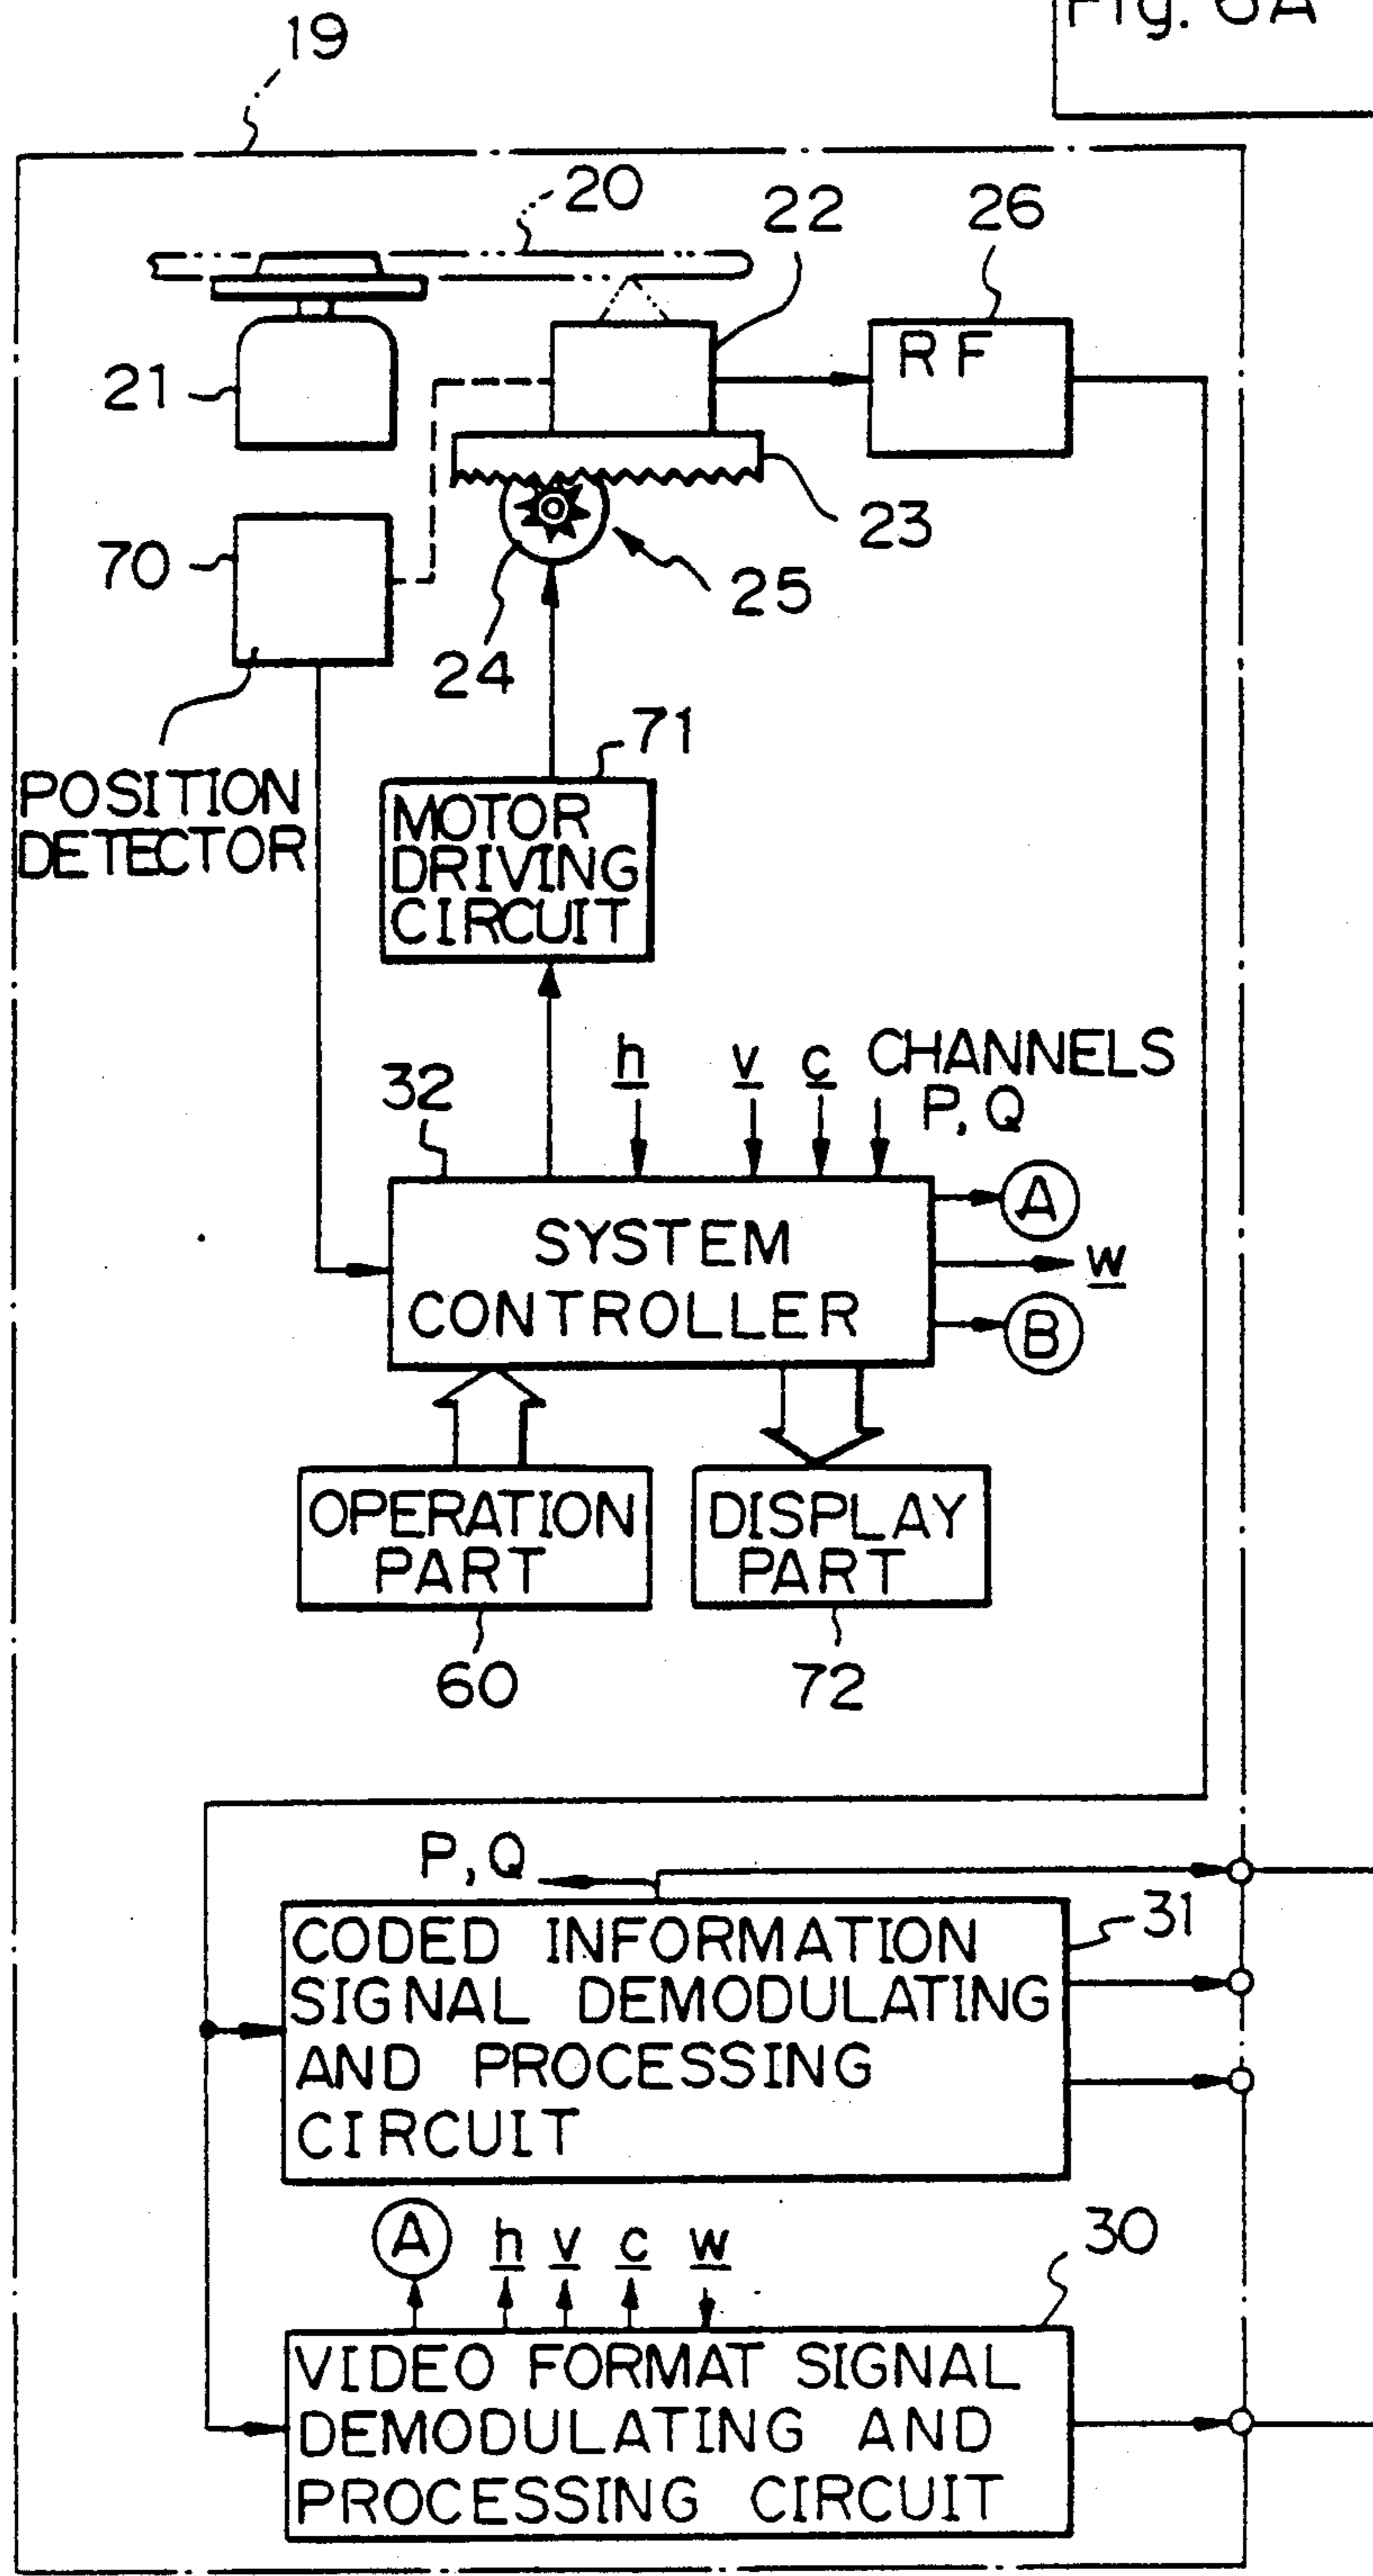 Fig. 6A
19
20
22
26
RF
21
23
70
25
24
71
POSITION
DETECTOR
MOTOR
DRIVING
CIRCUIT
h
v
c
CHANNELS
P, Q
32
A
SYSTEM
CONTROLLER
w
B
OPERATION
PART
DISPLAY
PART
60
72
P, Q
31
CODED INFORMATION
SIGNAL DEMODULATING
AND PROCESSING
CIRCUIT
A
h
v
c
w
30
VIDEO FORMAT SIGNAL
DEMODULATING AND
PROCESSING CIRCUIT